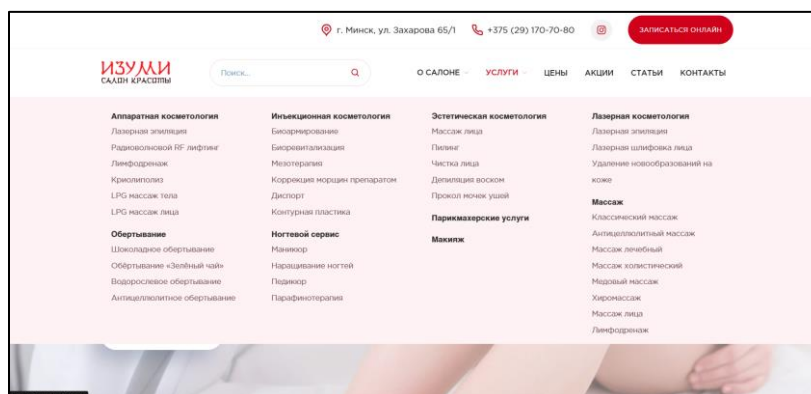 г. Минск, ул. Захарова 65/1
+375 (29) 170-70-80
ЗАПИСАТЬСЯ ОНЛАЙН
ИЗУМИ
САЛОН КРАСОТЫ
Поиск...
О САЛОНЕ
УСЛУГИ
ЦЕНЫ
АКЦИИ
СТАТЬИ
КОНТАКТЫ
Аппаратная косметология
Лазерная эпиляция
Радиоволновой RF лифтинг
Лимфодренаж
Криолиполиз
LPG массаж тела
LPG массаж лица
Обертывание
Шоколадное обертывание
Обёртывание «Зелёный чай»
Водорослевое обертывание
Антицеллюлитное обертывание
Инъекционная косметология
Биоармирование
Биоревитализация
Мезотерапия
Коррекция морщин препаратом
Диспорт
Контурная пластика
Ногтевой сервис
Маникюр
Наращивание ногтей
Педикюр
Парафинотерапия
Эстетическая косметология
Массаж лица
Пилинг
Чистка лица
Депиляция воском
Прокол мочек ушей
Парикмахерские услуги
Макияж
Лазерная косметология
Лазерная эпиляция
Лазерная шлифовка лица
Удаление новообразований на
коже
Массаж
Классический массаж
Антицеллюлитный массаж
Массаж лечебный
Массаж холистический
Медовый массаж
Хиромассаж
Массаж лица
Лимфодренаж